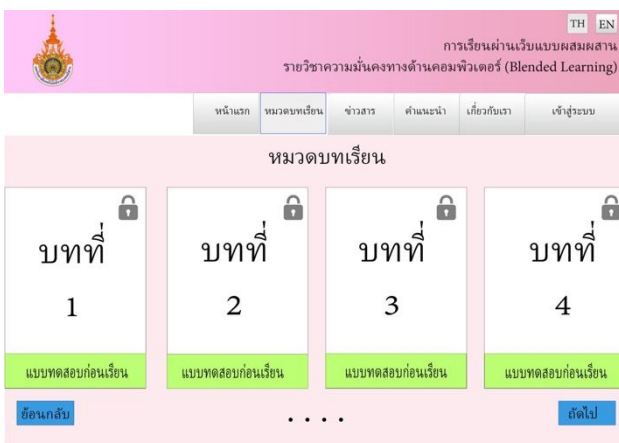 TH EN
การเรียนผ่านเว็บแบบผสมผสาน
รายวิชาความมั่นคงทางด้านคอมพิวเตอร์ (Blended Learning)
หน้าแรก หมวดบทเรียน ข่าวสาร คำแนะนำ เกี่ยวกับเรา เข้าสู่ระบบ
หมวดบทเรียน
บทที่ บทที่ บทที่ บทที่
1 2 3 4
แบบทดสอบก่อนเรียน แบบทดสอบก่อนเรียน แบบทดสอบก่อนเรียน แบบทดสอบก่อนเรียน
ย้อนกลับ . . . . ถัดไป